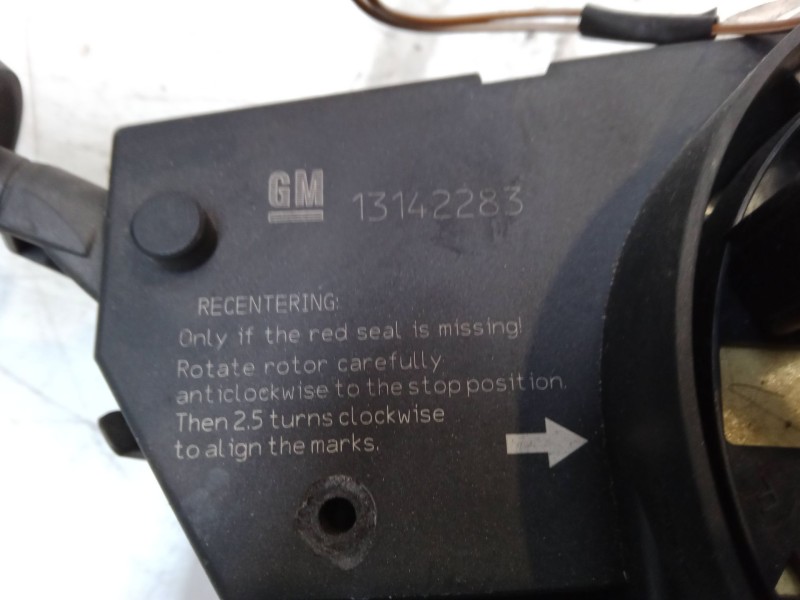 GM 13142283
RECENTERING:
Only if the red seal is missing!
Rotate rotor carefully
anticlockwise to the stop position.
Then 2.5 turns clockwise
to align the marks.